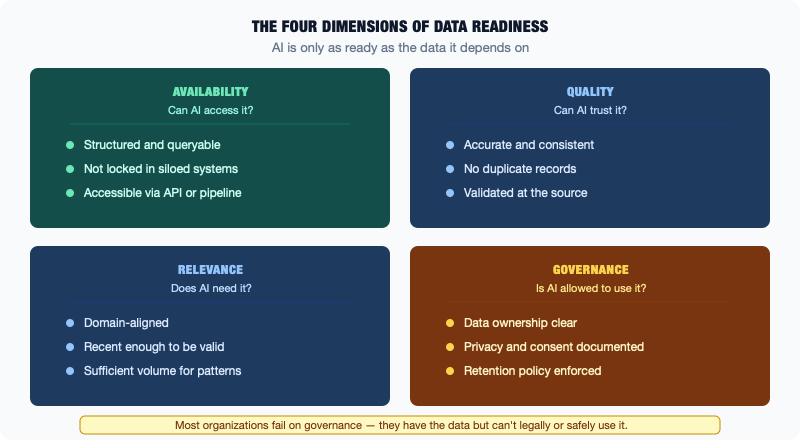 THE FOUR DIMENSIONS OF DATA READINESS
AI is only as ready as the data it depends on
AVAILABILITY
Can AI access it?
Structured and queryable
Not locked in siloed systems
Accessible via API or pipeline
QUALITY
Can AI trust it?
Accurate and consistent
No duplicate records
Validated at the source
RELEVANCE
Does AI need it?
Domain-aligned
Recent enough to be valid
Sufficient volume for patterns
GOVERNANCE
Is AI allowed to use it?
Data ownership clear
Privacy and consent documented
Retention policy enforced
Most organizations fail on governance — they have the data but can't legally or safely use it.